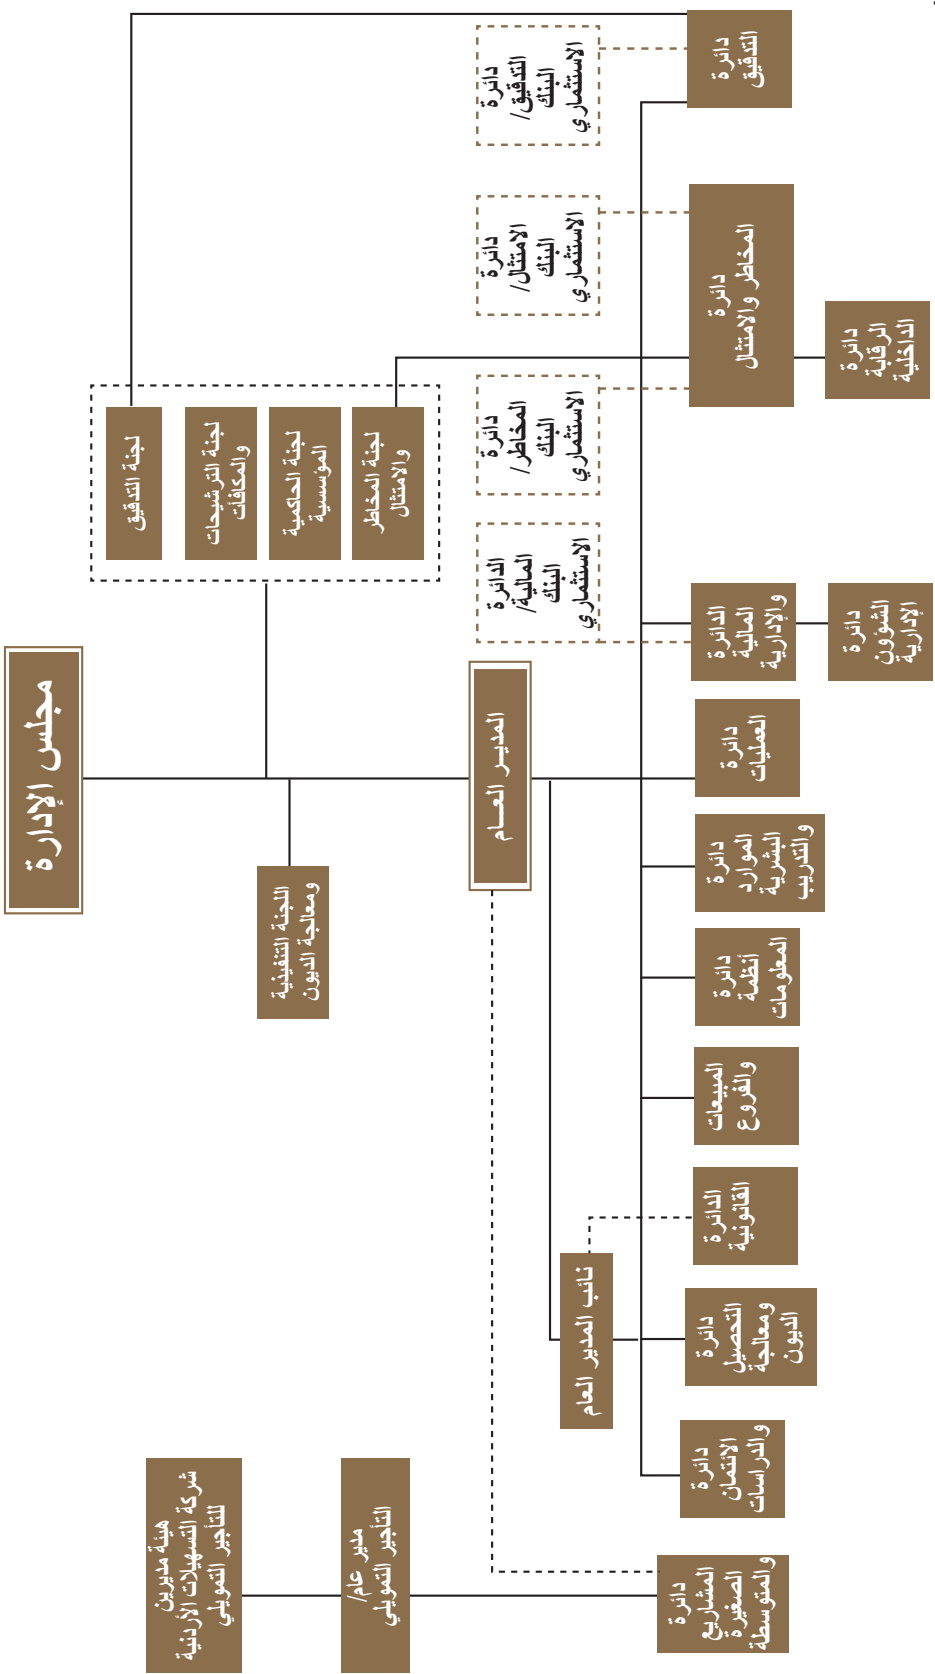 مجلس الإدارة
لجنة التدقيق
لجنة الترشيحات
والمكافآت
لجنة الحاكمية
المؤسسية
لجنة المخاطر
والامتثال
اللجنة التنفيذية
ومعالجة الديون
المديـر العـام
نائب المدير العام
هيئة مديرين
شركة التسهيلات الأردنية
للتأجير التمويلي
مدير عام/
التأجير التمويلي
دائرة
التدقيق/
البنك
الاستثماري
دائرة
الامتثال/
البنك
الاستثماري
دائرة
المخاطر/
البنك
الاستثماري
الدائرة
المالية/
البنك
الاستثماري
دائرة
التدقيق
دائرة
المخاطر والامتثال
دائرة
الرقابة
الداخلية
الدائرة
المالية
والإدارية
دائرة
الشؤون
الإدارية
دائرة
العمليات
دائرة
الموارد
البشرية
والتدريب
دائرة
أنظمة
المعلومات
المبيعات
والفروع
الدائرة
القانونية
دائرة
التحصيل
ومعالجة
الديون
دائرة
الائتمان
والدراسات
دائرة
المشاريع
الصغيرة
والمتوسطة